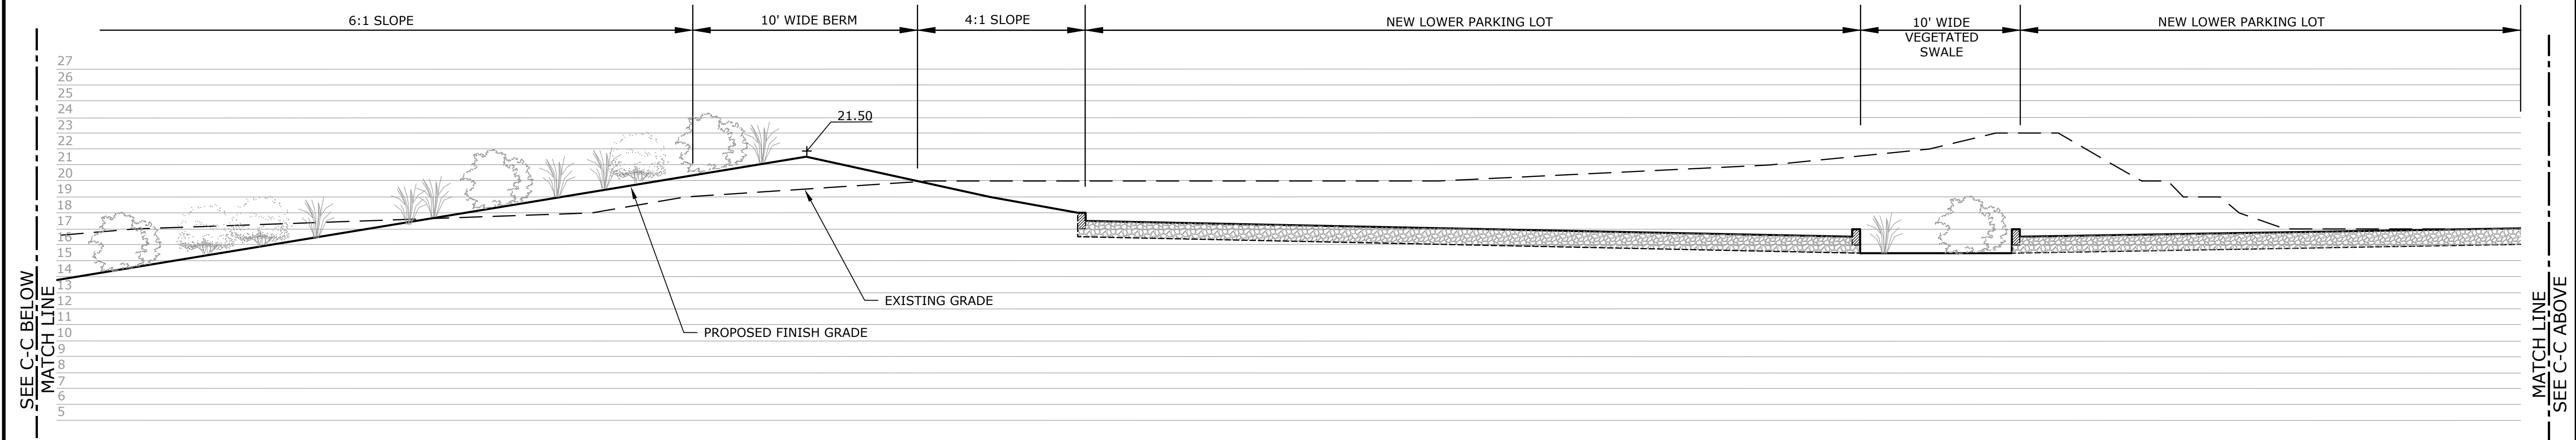 6:1 SLOPE
10' WIDE BERM
4:1 SLOPE
NEW LOWER PARKING LOT
10' WIDE
VEGETATED
SWALE
NEW LOWER PARKING LOT
27
26
25
24
23
22
21
20
19
18
17
16
15
14
13
12
11
10
9
8
7
6
5
21.50
EXISTING GRADE
PROPOSED FINISH GRADE
SEE C-C BELOW
MATCH LINE
MATCH LINE
SEE C-C ABOVE